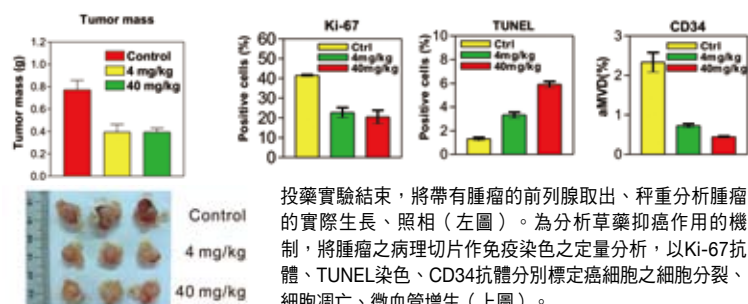 Tumor mass
Tumor mass (g)
1.2
1.0
0.8
0.6
0.4
0.2
0.0
Control
4 mg/kg
40 mg/kg
Ki-67
Positive cells (%)
60
50
40
30
20
10
0
Ctrl
4mg/kg
40mg/kg
TUNEL
Positive cells (%)
10
8
6
4
2
0
Ctrl
4mg/kg
40mg/kg
CD34
aMVD(%)
3
2
1
0
Ctrl
4mg/kg
40mg/kg
Control
4 mg/kg
40 mg/kg
投藥實驗結束，將帶有腫瘤的前列腺取出、秤重分析腫瘤
的實際生長、照相（左圖）。為分析草藥抑癌作用的機
制，將腫瘤之病理切片作免疫染色之定量分析，以Ki-67抗
體、TUNEL染色、CD34抗體分別標定癌細胞之細胞分裂、
細胞凋亡、微血管增生（上圖）。